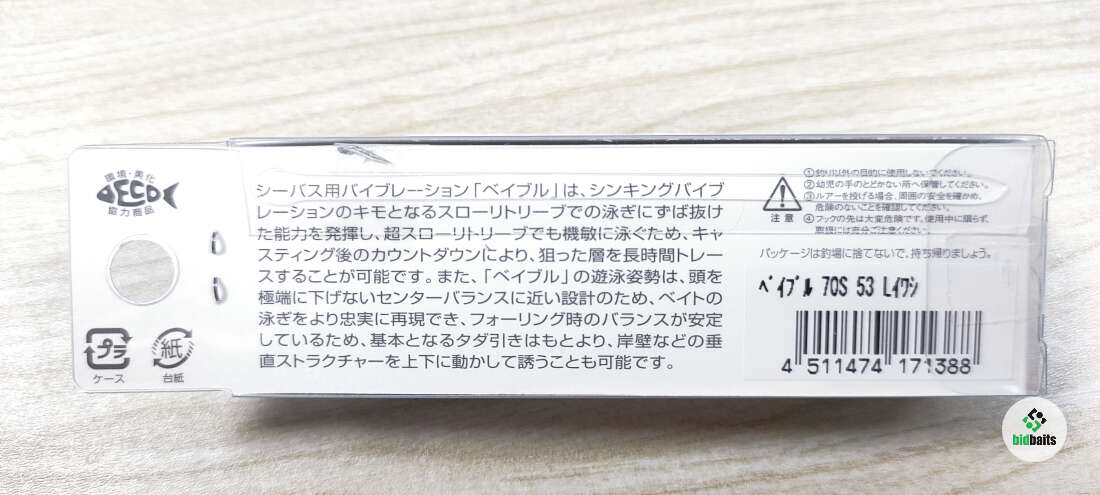 環境・美化
ECO
協力商品
シーバス用バイブレーション「ベイブル」は、シンキングバイブ
レーションのキモとなるスローリトリーブでの泳ぎにずば抜け
た能力を発揮し、超スローリトリーブでも機敏に泳ぐため、キャ
スティング後のカウントダウンにより、狙った層を長時間トレー
スすることが可能です。また、「ベイブル」の遊泳姿勢は、頭を
極端に下げないセンターバランスに近い設計のため、ベイトの
泳ぎをより忠実に再現でき、フォーリング時のバランスが安定
しているため、基本となるタダ引きはもとより、岸壁などの垂
直ストラクチャーを上下に動かして誘うことも可能です。
プラ
ケース
紙
台紙
注意
①釣り以外の目的に使用しないでください。
②幼児の手のとどかない所へ保管してください。
③ルアーを投げる場合、周囲の安全を確かめ、
危険のないことを確認してください。
④フックの先は大変危険です。使用中に限らず、
取扱には充分ご注意ください。
パッケージは釣場に捨てないで、持ち帰りましょう。
ベイブル 70S 53 Lイワシ
4 511474 171388
bidbaits